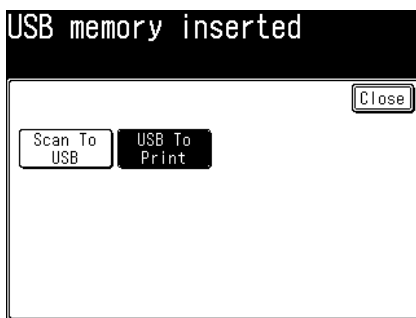 USB memory inserted
Close
Scan To
USB
USB To
Print